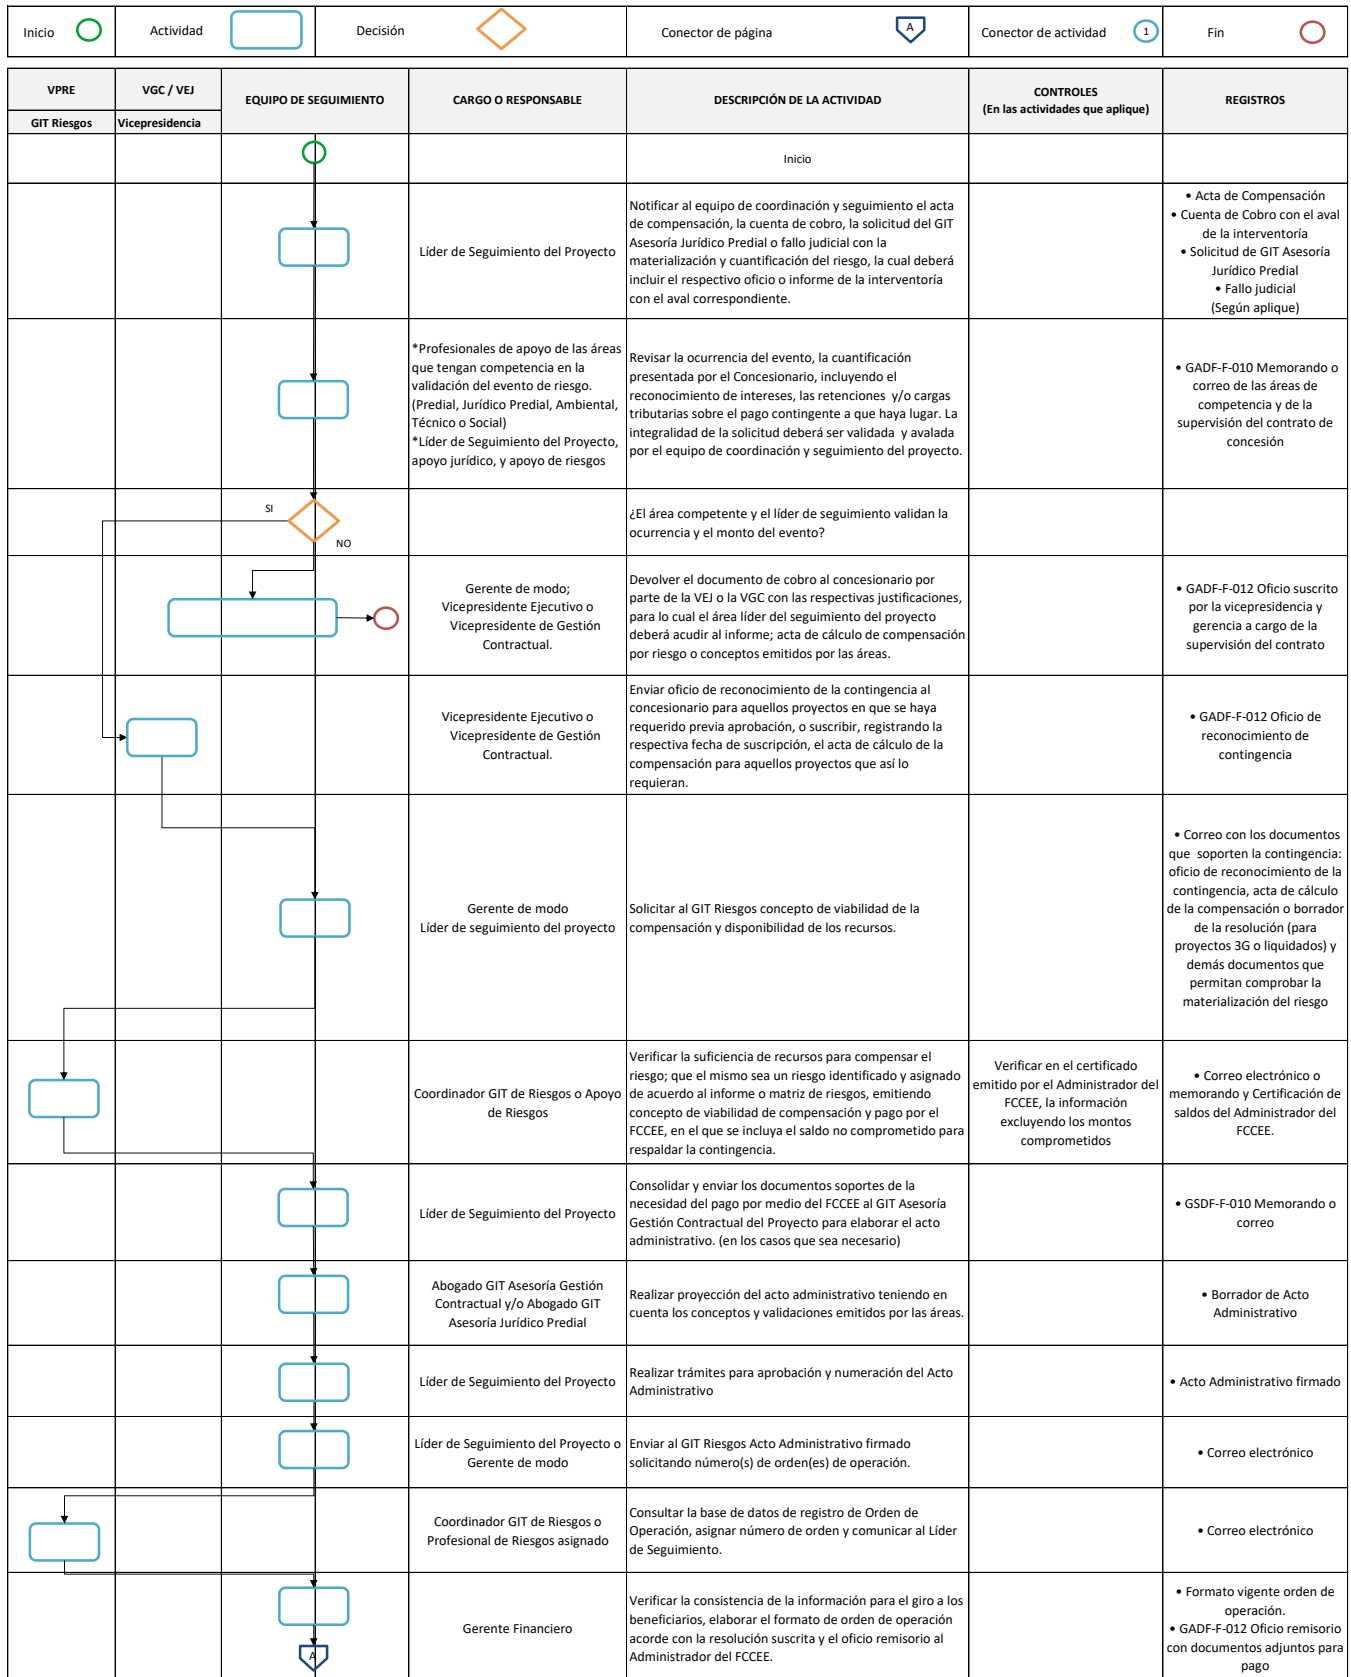 Inicio
Actividad
Decisión
Conector de página
A
Conector de actividad
1
Fin
VPRE
GIT Riesgos
VGC / VEJ
Vicepresidencia
EQUIPO DE SEGUIMIENTO
CARGO O RESPONSABLE
DESCRIPCIÓN DE LA ACTIVIDAD
CONTROLES
(En las actividades que aplique)
REGISTROS
Inicio
Líder de Seguimiento del Proyecto
Notificar al equipo de coordinación y seguimiento el acta
de compensación, la cuenta de cobro, la solicitud del GIT
Asesoría Jurídico Predial o fallo judicial con la
materialización y cuantificación del riesgo, la cual deberá
incluir el respectivo oficio o informe de la interventoría
con el aval correspondiente.
• Acta de Compensación
• Cuenta de Cobro con el aval
de la interventoría
• Solicitud de GIT Asesoría
Jurídico Predial
• Fallo judicial
(Según aplique)
*Profesionales de apoyo de las áreas
que tengan competencia en la
validación del evento de riesgo.
(Predial, Jurídico Predial, Ambiental,
Técnico o Social)
*Líder de Seguimiento del Proyecto,
apoyo jurídico, y apoyo de riesgos
Revisar la ocurrencia del evento, la cuantificación
presentada por el Concesionario, incluyendo el
reconocimiento de intereses, las retenciones  y/o cargas
tributarias sobre el pago contingente a que haya lugar. La
integralidad de la solicitud deberá ser validada  y avalada
por el equipo de coordinación y seguimiento del proyecto.
• GADF-F-010 Memorando o
correo de las áreas de
competencia y de la
supervisión del contrato de
concesión
SI
NO
¿El área competente y el líder de seguimiento validan la
ocurrencia y el monto del evento?
Gerente de modo;
Vicepresidente Ejecutivo o
Vicepresidente de Gestión
Contractual.
Devolver el documento de cobro al concesionario por
parte de la VEJ o la VGC con las respectivas justificaciones,
para lo cual el área líder del seguimiento del proyecto
deberá acudir al informe; acta de cálculo de compensación
por riesgo o conceptos emitidos por las áreas.
• GADF-F-012 Oficio suscrito
por la vicepresidencia y
gerencia a cargo de la
supervisión del contrato
Vicepresidente Ejecutivo o
Vicepresidente de Gestión
Contractual.
Enviar oficio de reconocimiento de la contingencia al
concesionario para aquellos proyectos en que se haya
requerido previa aprobación, o suscribir, registrando la
respectiva fecha de suscripción, el acta de cálculo de la
compensación para aquellos proyectos que así lo
requieran.
• GADF-F-012 Oficio de
reconocimiento de
contingencia
Gerente de modo
Líder de seguimiento del proyecto
Solicitar al GIT Riesgos concepto de viabilidad de la
compensación y disponibilidad de los recursos.
• Correo con los documentos
que  soporten la contingencia:
oficio de reconocimiento de la
contingencia, acta de cálculo
de la compensación o borrador
de la resolución (para
proyectos 3G o liquidados) y
demás documentos que
permitan comprobar la
materialización del riesgo
Coordinador GIT de Riesgos o Apoyo
de Riesgos
Verificar la suficiencia de recursos para compensar el
riesgo; que el mismo sea un riesgo identificado y asignado
de acuerdo al informe o matriz de riesgos, emitiendo
concepto de viabilidad de compensación y pago por el
FCCEE, en el que se incluya el saldo no comprometido para
respaldar la contingencia.
Verificar en el certificado
emitido por el Administrador del
FCCEE, la información
excluyendo los montos
comprometidos
• Correo electrónico o
memorando y Certificación de
saldos del Administrador del
FCCEE.
Líder de Seguimiento del Proyecto
Consolidar y enviar los documentos soportes de la
necesidad del pago por medio del FCCEE al GIT Asesoría
Gestión Contractual del Proyecto para elaborar el acto
administrativo. (en los casos que sea necesario)
• GSDF-F-010 Memorando o
correo
Abogado GIT Asesoría Gestión
Contractual y/o Abogado GIT
Asesoría Jurídico Predial
Realizar proyección del acto administrativo teniendo en
cuenta los conceptos y validaciones emitidos por las áreas.
• Borrador de Acto
Administrativo
Líder de Seguimiento del Proyecto
Realizar trámites para aprobación y numeración del Acto
Administrativo
• Acto Administrativo firmado
Líder de Seguimiento del Proyecto o
Gerente de modo
Enviar al GIT Riesgos Acto Administrativo firmado
solicitando número(s) de orden(es) de operación.
• Correo electrónico
Coordinador GIT de Riesgos o
Profesional de Riesgos asignado
Consultar la base de datos de registro de Orden de
Operación, asignar número de orden y comunicar al Líder
de Seguimiento.
• Correo electrónico
A
Gerente Financiero
Verificar la consistencia de la información para el giro a los
beneficiarios, elaborar el formato de orden de operación
acorde con la resolución suscrita y el oficio remisorio al
Administrador del FCCEE.
• Formato vigente orden de
operación.
• GADF-F-012 Oficio remisorio
con documentos adjuntos para
pago